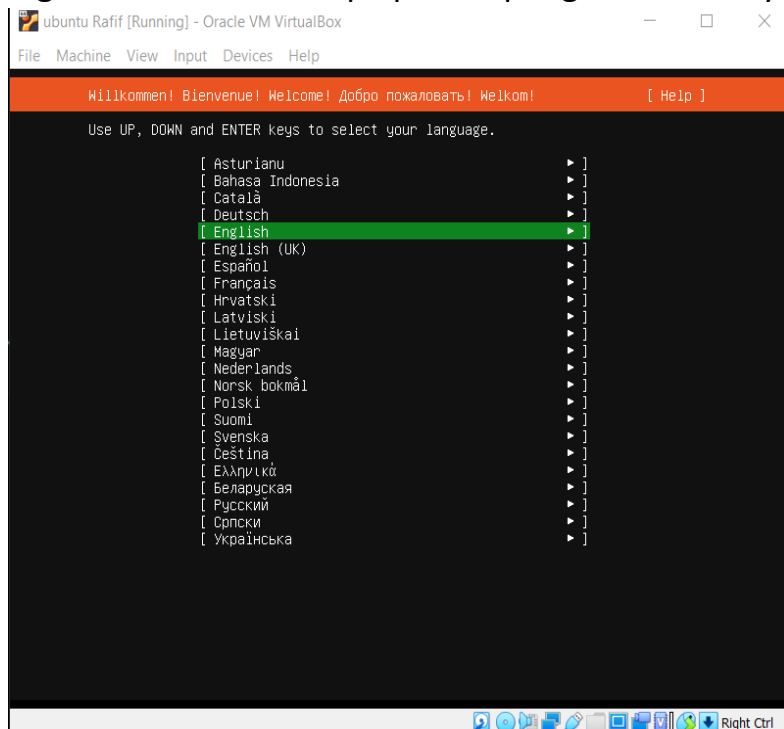 ubuntu Rafif [Running] - Oracle VM VirtualBox
File Machine View Input Devices Help
Willkommen! Bienvenue! Welcome! Добро пожаловать! Welkom! [ Help ]
Use UP, DOWN and ENTER keys to select your language.
[ Asturianu ▸ ]
[ Bahasa Indonesia ▸ ]
[ Català ▸ ]
[ Deutsch ▸ ]
[ English ▸ ]
[ English (UK) ▸ ]
[ Español ▸ ]
[ Français ▸ ]
[ Hrvatski ▸ ]
[ Latviski ▸ ]
[ Lietuviškai ▸ ]
[ Magyar ▸ ]
[ Nederlands ▸ ]
[ Norsk bokmål ▸ ]
[ Polski ▸ ]
[ Suomi ▸ ]
[ Svenska ▸ ]
[ Čeština ▸ ]
[ Ελληνικά ▸ ]
[ Беларуская ▸ ]
[ Русский ▸ ]
[ Српски ▸ ]
[ Українська ▸ ]
Right Ctrl